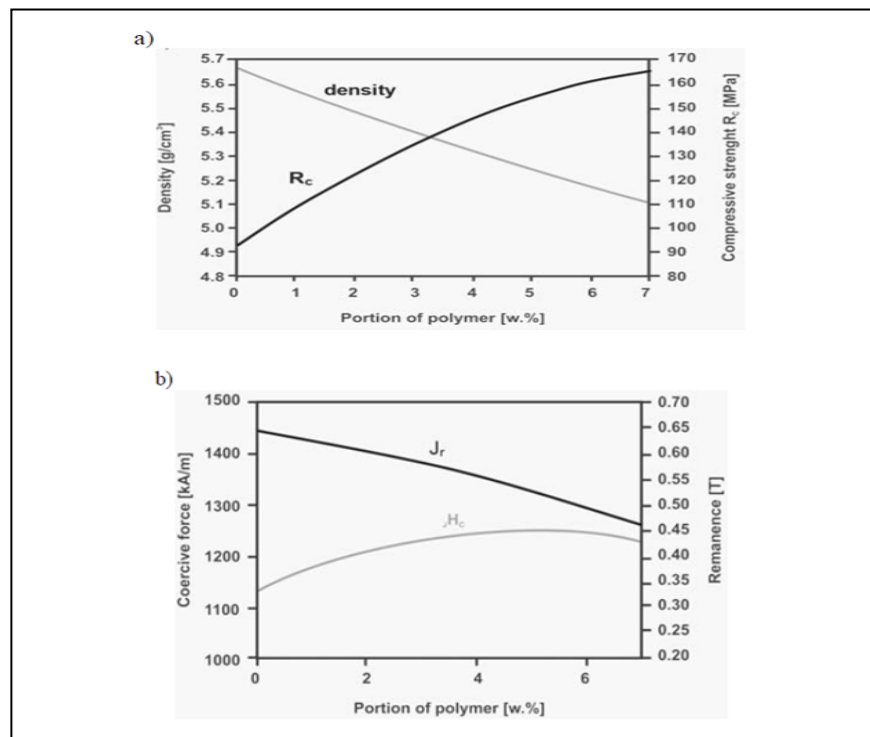 a)
5.7
5.6
5.5
5.4
5.3
5.2
5.1
5.0
4.9
4.8
Density [g/cm³]
density
Rc
170
160
150
140
130
120
110
100
90
80
Compressive strenght Rc [MPa]
0 1 2 3 4 5 6 7
Portion of polymer [w.%]
b)
1500
1400
1300
1200
1100
1000
Coercive force [kA/m]
Jr
JHc
0.70
0.65
0.60
0.55
0.50
0.45
0.40
0.35
0.30
0.25
0.20
Remanence [T]
0 2 4 6
Portion of polymer [w.%]